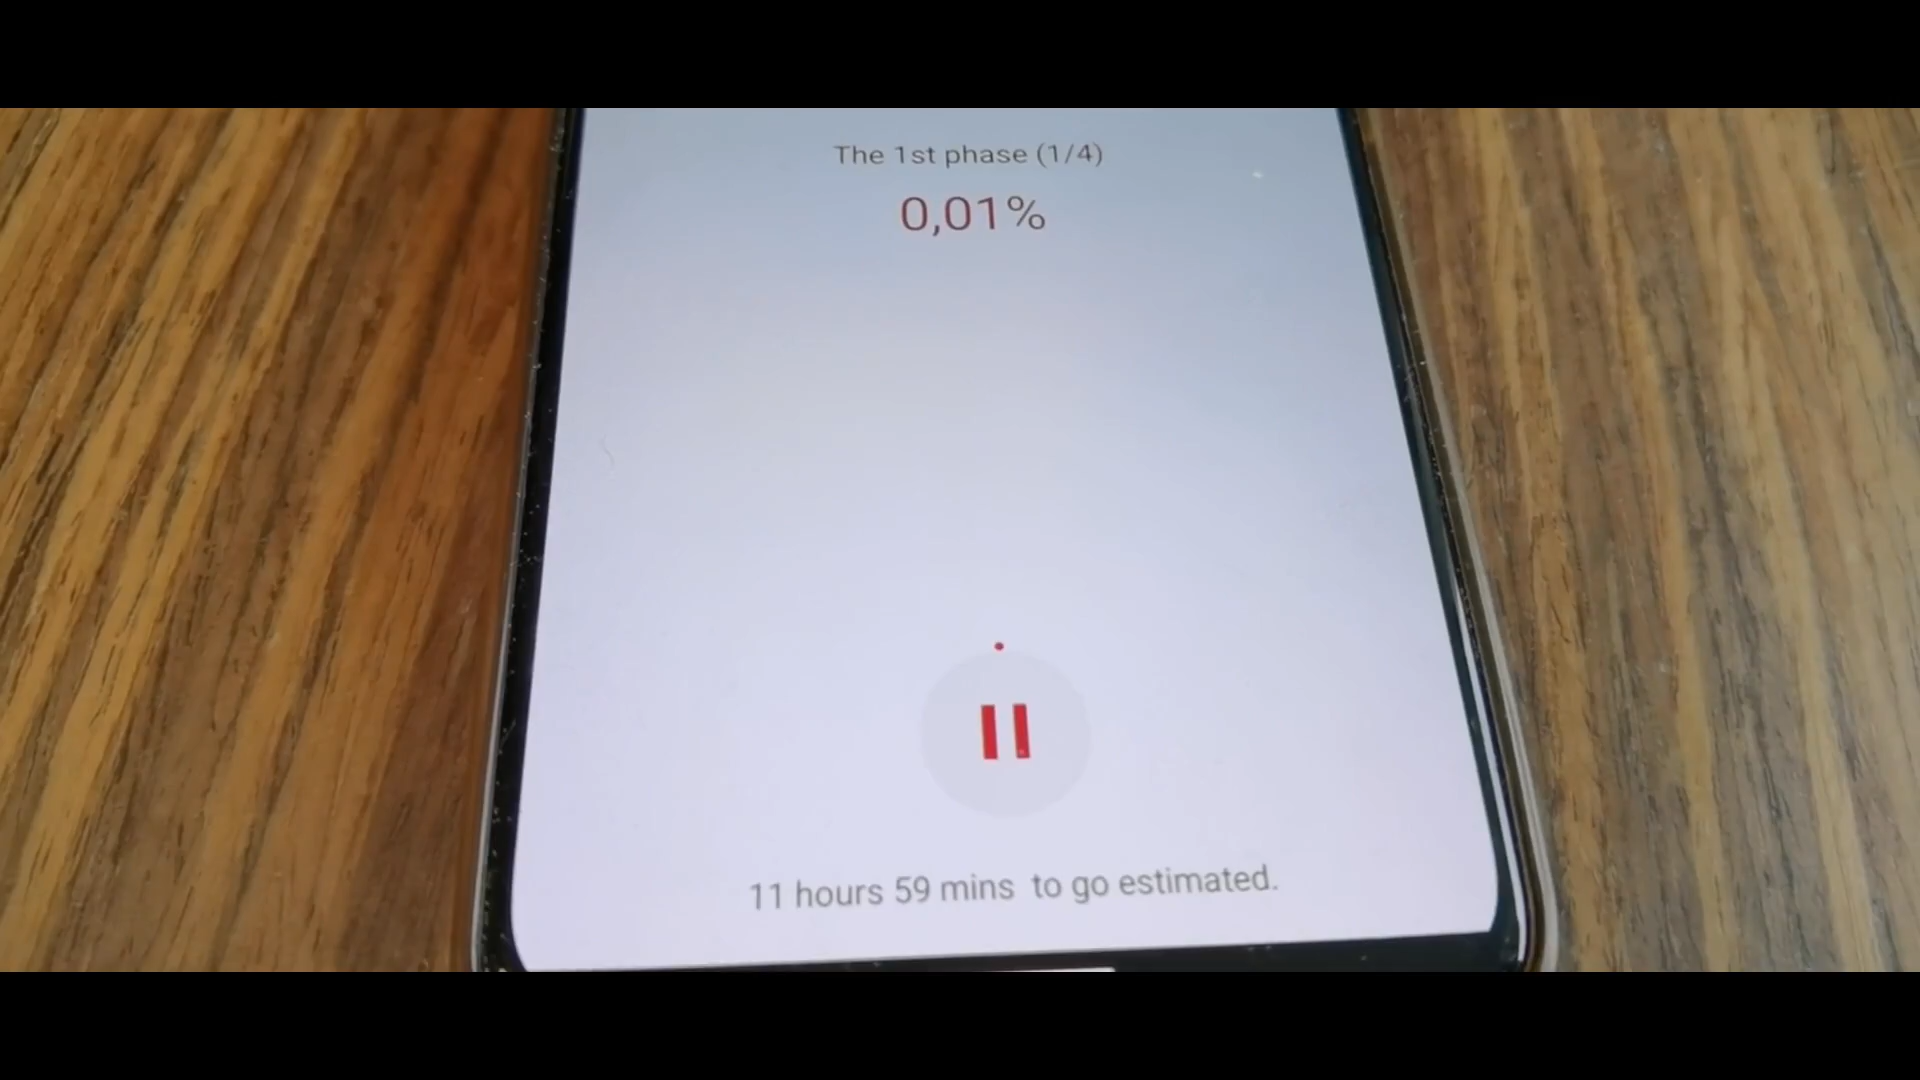 The 1st phase (1/4)
0,01%
11 hours 59 mins to go estimated.